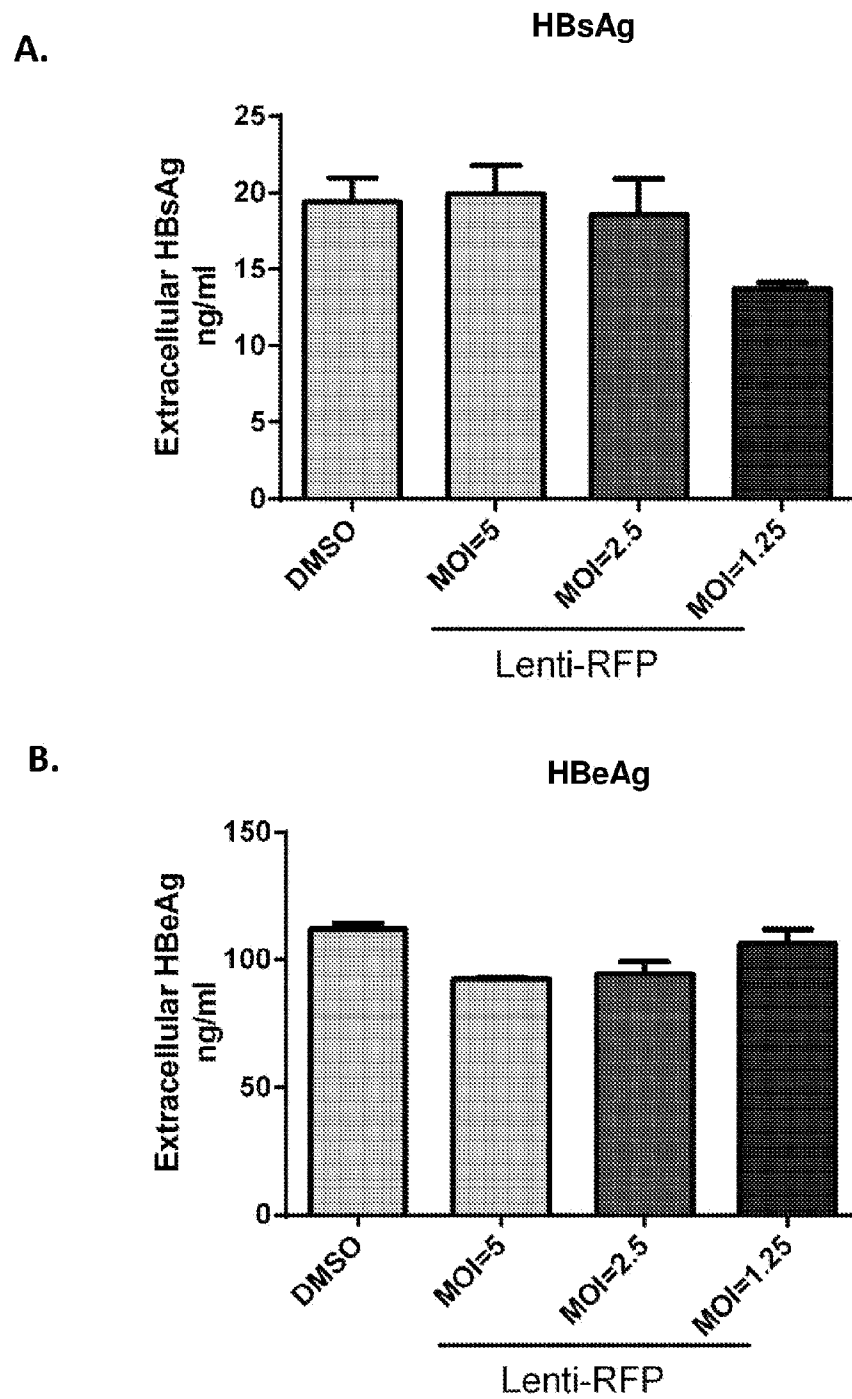 A.
HBsAg
Extracellular HBsAg
ng/ml
25
20
15
10
5
0
DMSO
MOI=5
MOI=2.5
MOI=1.25
Lenti-RFP
B.
HBeAg
Extracellular HBeAg
ng/ml
150
100
50
0
DMSO
MOI=5
MOI=2.5
MOI=1.25
Lenti-RFP